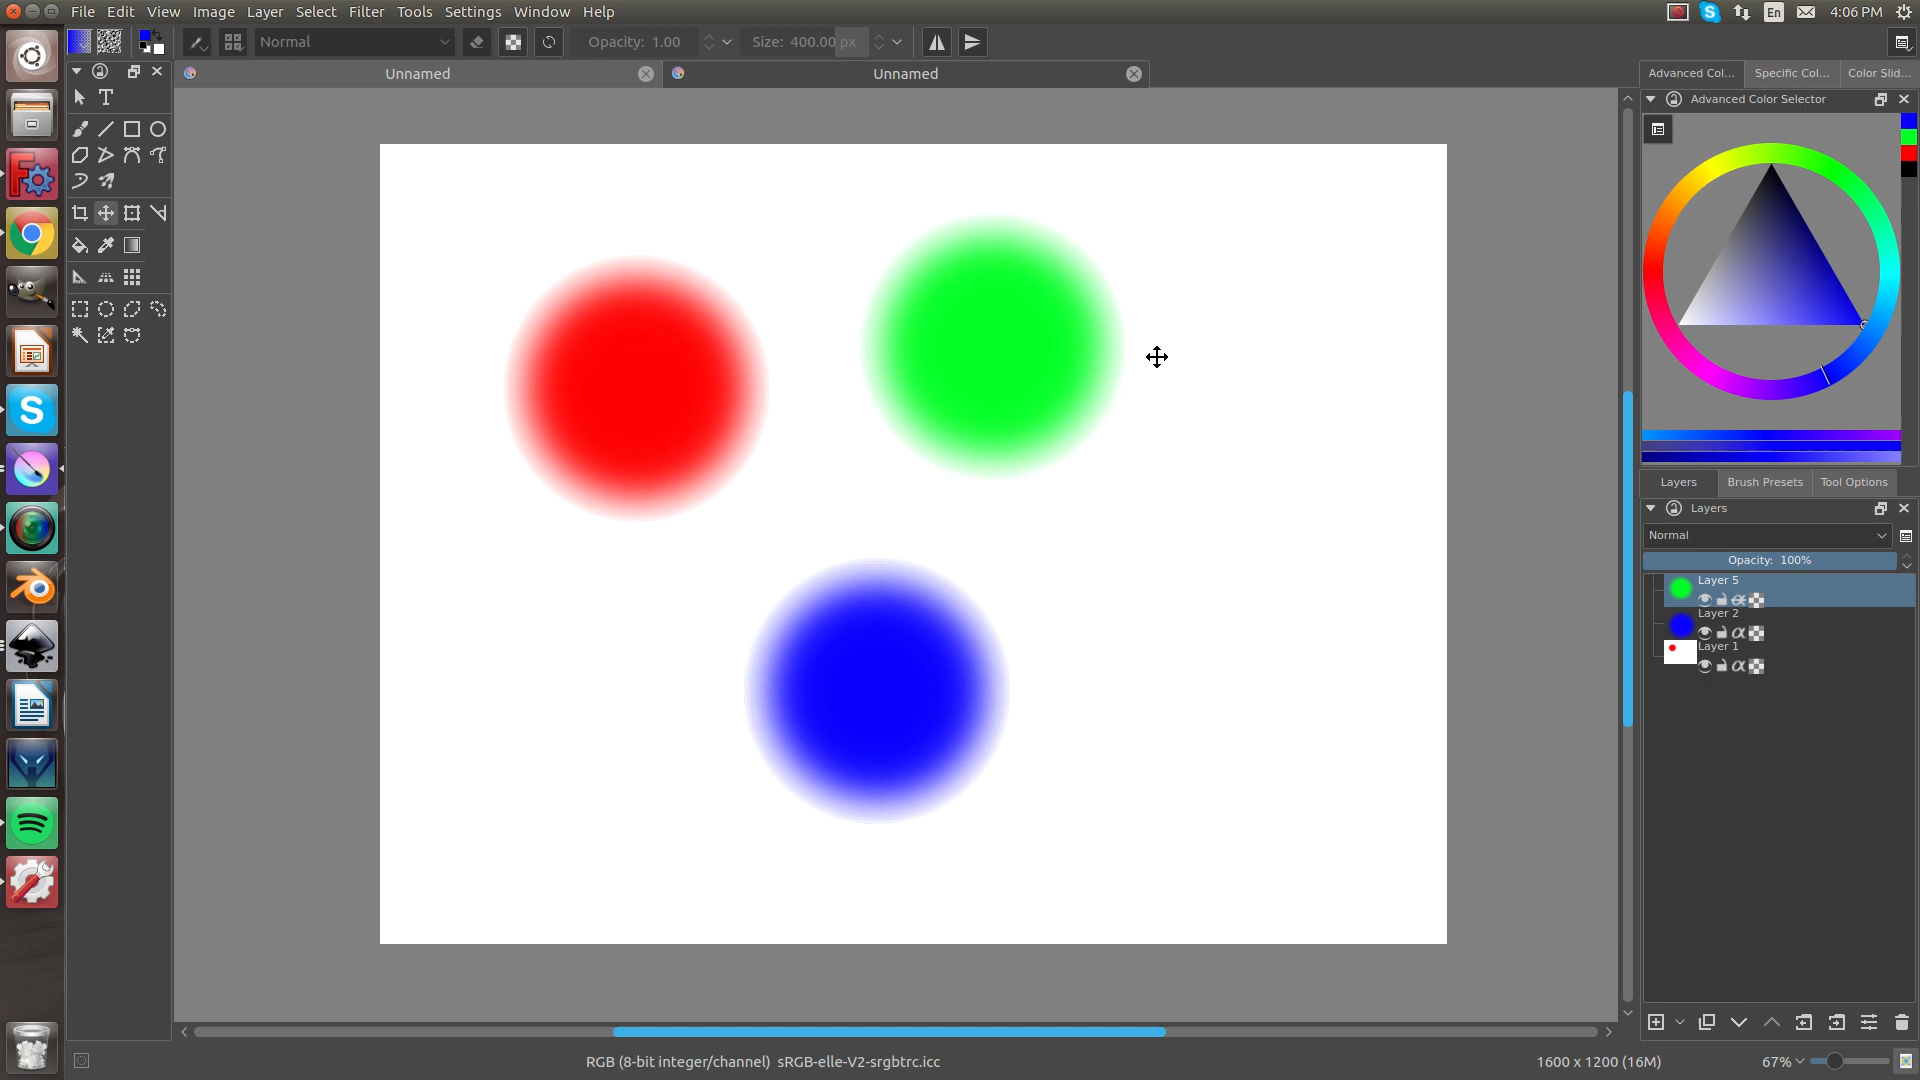 File Edit View Image Layer Select Filter Tools Settings Window Help
En 4:06 PM
Normal Opacity: 1.00 Size: 400.00 px
Unnamed Unnamed
Advanced Col... Specific Col... Color Slid...
Advanced Color Selector
Layers Brush Presets Tool Options
Layers
Normal
Opacity: 100%
Layer 5
Layer 2
Layer 1
RGB (8-bit integer/channel) sRGB-elle-V2-srgbtrc.icc 1600 x 1200 (16M) 67%